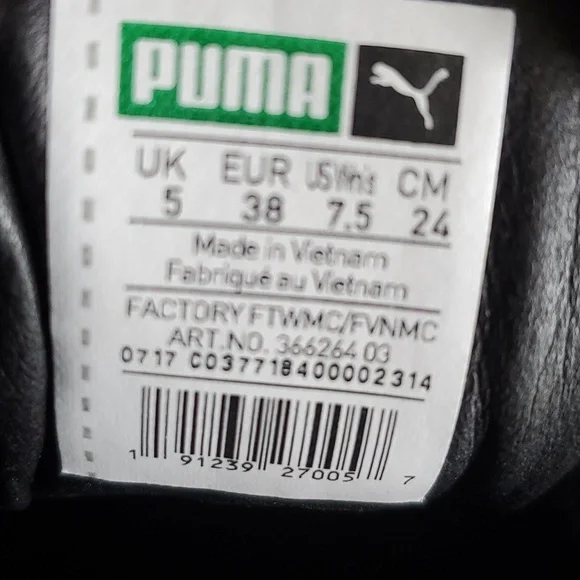 PUMA
UK EUR US Wn's CM
5 38 7.5 24
Made in Vietnam
Fabriqué au Vietnam
FACTORY FTWMC/FVNMC
ART.NO. 366264 03
0717 C037718400002314
1 91239 27005 7